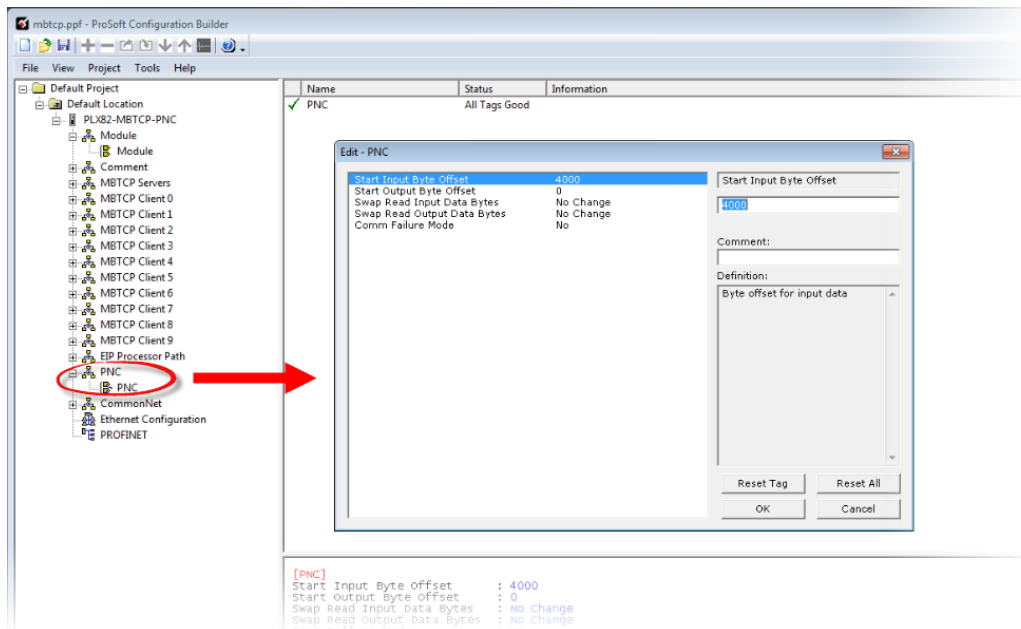 mbtcp.ppf - ProSoft Configuration Builder
File View Project Tools Help
Default Project
Default Location
PLX82-MBTCP-PNC
Module
Module
Comment
MBTCP Servers
MBTCP Client 0
MBTCP Client 1
MBTCP Client 2
MBTCP Client 3
MBTCP Client 4
MBTCP Client 5
MBTCP Client 6
MBTCP Client 7
MBTCP Client 8
MBTCP Client 9
EIP Processor Path
PNC
PNC
CommonNet
Ethernet Configuration
PROFINET
Name Status Information
PNC All Tags Good
Edit - PNC
Start Input Byte Offset 4000
Start Output Byte Offset 0
Swap Read Input Data Bytes No Change
Swap Read Output Data Bytes No Change
Comm Failure Mode No
Start Input Byte Offset
4000
Comment:
Definition:
Byte offset for input data
Reset Tag Reset All
OK Cancel
[PNC]
Start Input Byte Offset : 4000
Start Output Byte Offset : 0
Swap Read Input Data Bytes : No Change
Swap Read Output Data Bytes : No Change